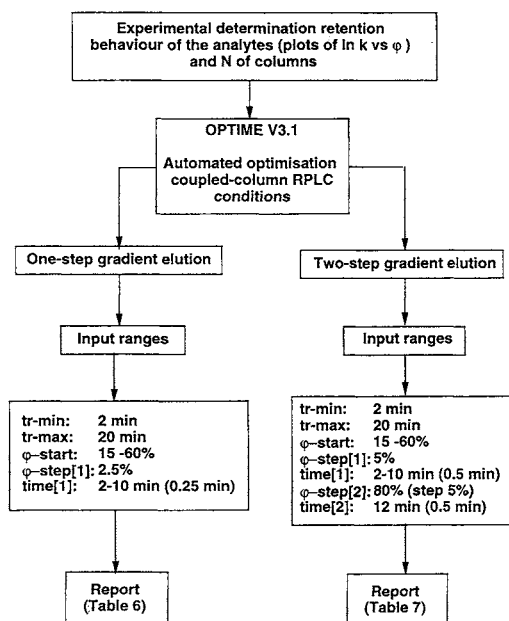 Experimental determination retention
behaviour of the analytes (plots of ln k vs φ )
and N of columns
OPTIME V3.1
Automated optimisation
coupled-column RPLC
conditions
One-step gradient elution
Input ranges
tr-min: 2 min
tr-max: 20 min
φ–start: 15 -60%
φ–step[1]: 2.5%
time[1]: 2-10 min (0.25 min)
Report
(Table 6)
Two-step gradient elution
Input ranges
tr-min: 2 min
tr-max: 20 min
φ–start: 15 -60%
φ–step[1]: 5%
time[1]: 2-10 min (0.5 min)
φ–step[2]: 80% (step 5%)
time[2]: 12 min (0.5 min)
Report
(Table 7)